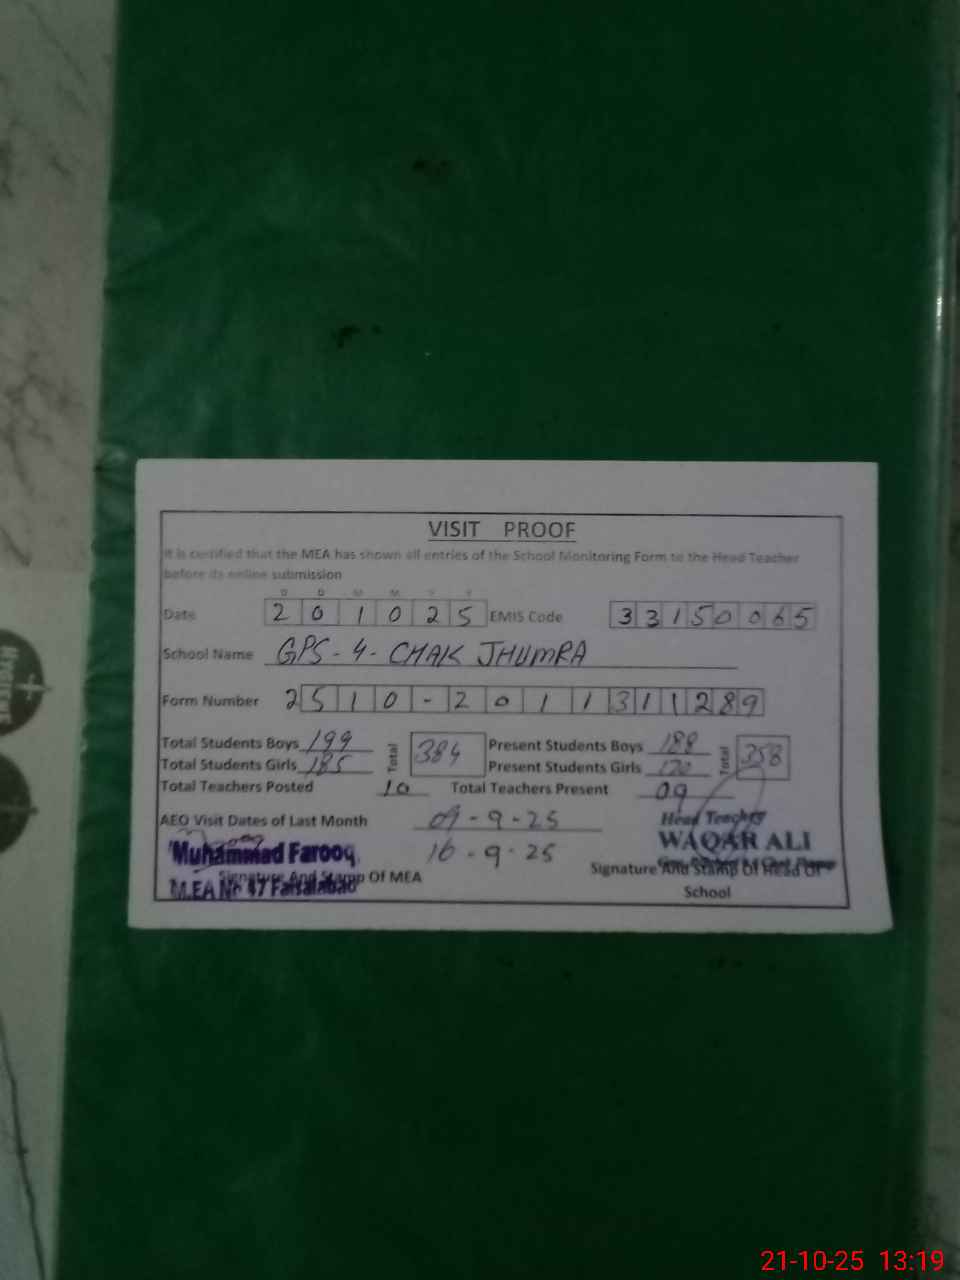 VISIT PROOF
It is certified that the MEA has shown all entries of the School Monitoring Form to the Head Teacher
before its online submission
D D M M Y Y
Date 2 0 1 0 2 5 EMIS Code 3 3 1 5 0 0 6 5
School Name GPS-4-CHAK JHUMRA
Form Number 2 5 1 0 - 2 0 1 1 3 1 1 2 8 9
Total Students Boys 199 Total 384 Present Students Boys 188 Total 358
Total Students Girls 185 Present Students Girls 170
Total Teachers Posted 10 Total Teachers Present 09
AEO Visit Dates of Last Month 09-9-25
Head Teacher
WAQAR ALI
Muhammad Farooq 16-9-25
Signature And Stamp Of Head Of
Signature And Stamp Of MEA
M.E.A No 47 Faisalabad
School
21-10-25 13:19